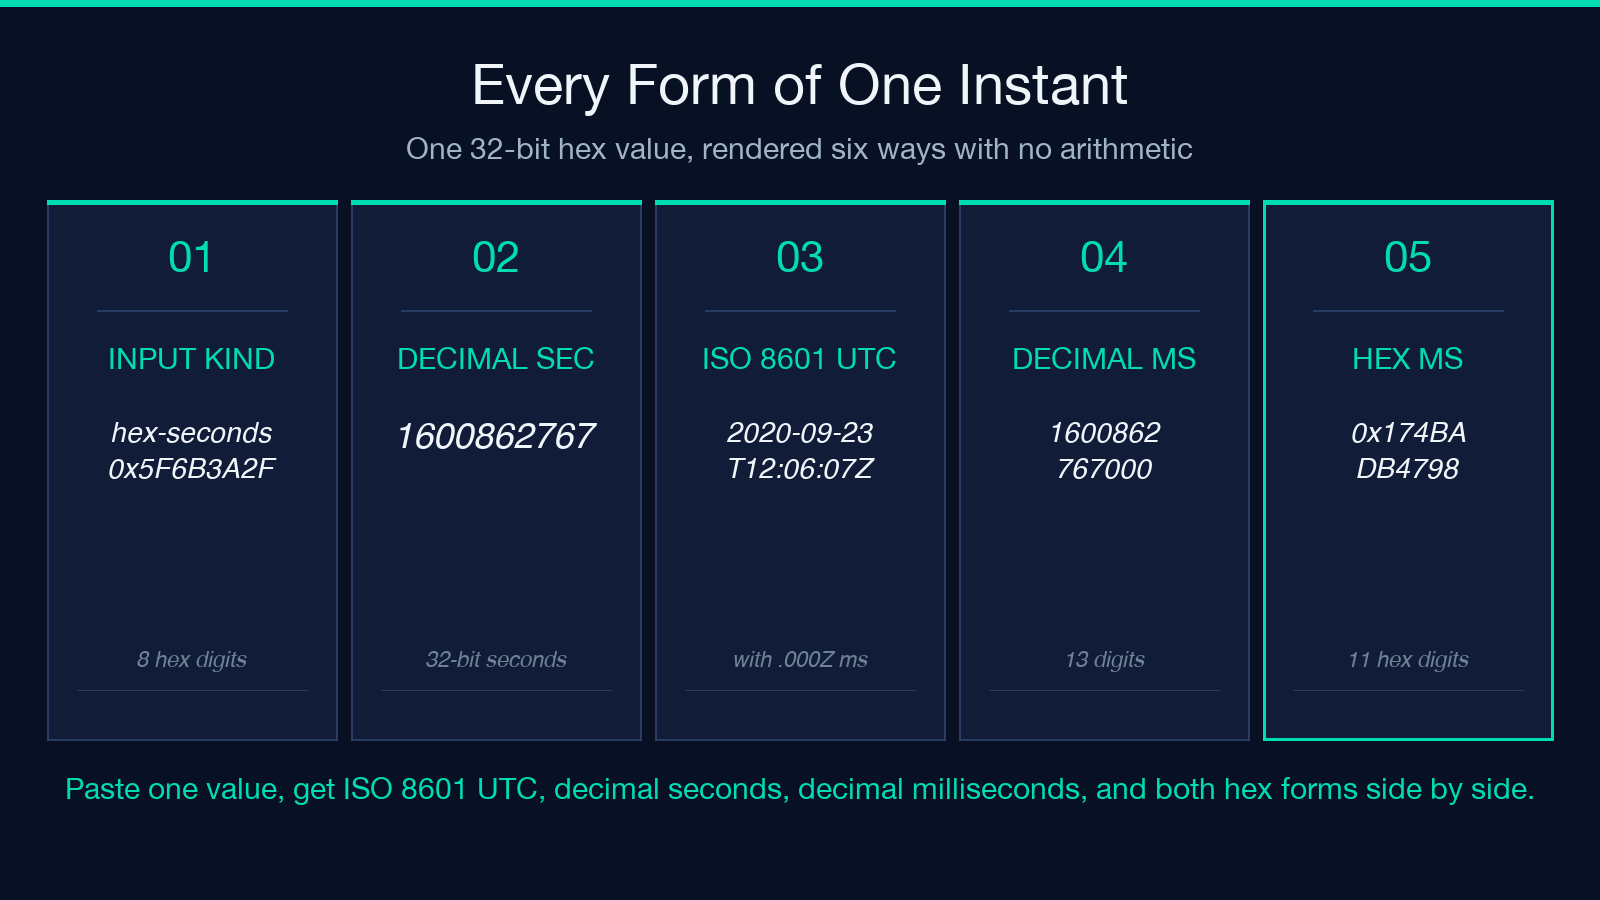 Every Form of One Instant
One 32-bit hex value, rendered six ways with no arithmetic
01
INPUT KIND
hex-seconds
0x5F6B3A2F
8 hex digits
02
DECIMAL SEC
1600862767
32-bit seconds
03
ISO 8601 UTC
2020-09-23
T12:06:07Z
with .000Z ms
04
DECIMAL MS
1600862
767000
13 digits
05
HEX MS
0x174BA
DB4798
11 hex digits
Paste one value, get ISO 8601 UTC, decimal seconds, decimal milliseconds, and both hex forms side by side.